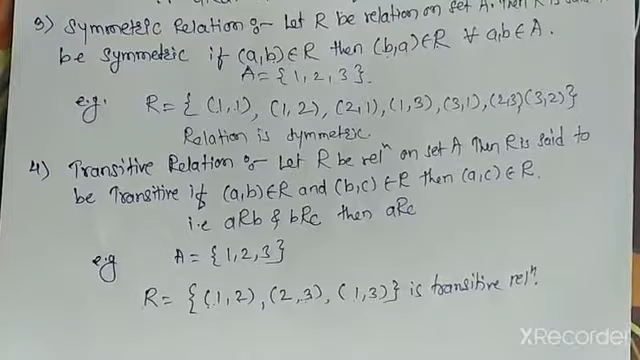 3) Symmetric Relation :- Let R be relation on set A. Then R is said
be symmetric if (a,b) ∈ R then (b,a) ∈ R ∀ a,b ∈ A.
A = {1, 2, 3}.
e.g. R = { (1,1), (1,2), (2,1), (1,3), (3,1), (2,3) (3,2)}
Relation is symmetric.
4) Transitive Relation :- Let R be relⁿ on set A Then R is said to
be Transitive if (a,b) ∈ R and (b,c) ∈ R then (a,c) ∈ R.
i.e aRb & bRc then aRc
e.g A = {1, 2, 3}
R = {(1,2), (2,3), (1,3)} is transitive relⁿ.
XRecorder